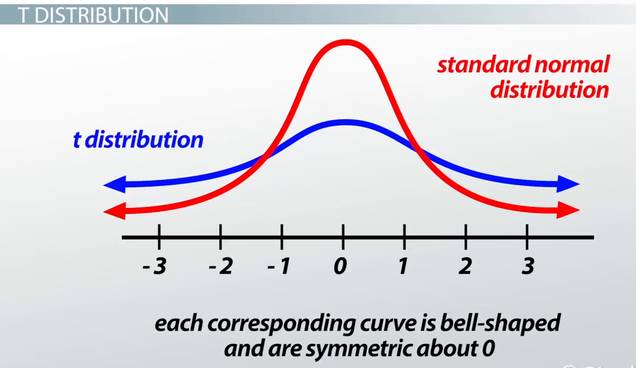 T DISTRIBUTION
standard normal
distribution
t distribution
-3 -2 -1 0 1 2 3
each corresponding curve is bell-shaped
and are symmetric about 0